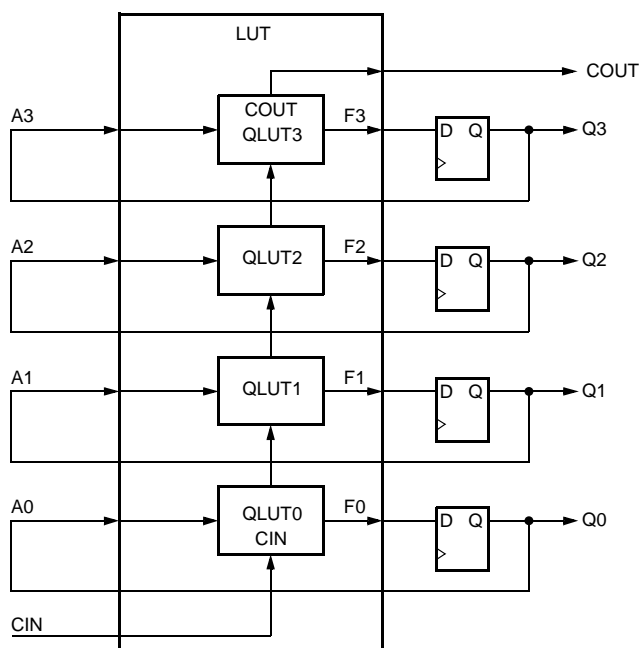 LUT
COUT
A3
COUT
QLUT3
F3
D Q
Q3
A2
QLUT2
F2
D Q
Q2
A1
QLUT1
F1
D Q
Q1
A0
QLUT0
CIN
F0
D Q
Q0
CIN